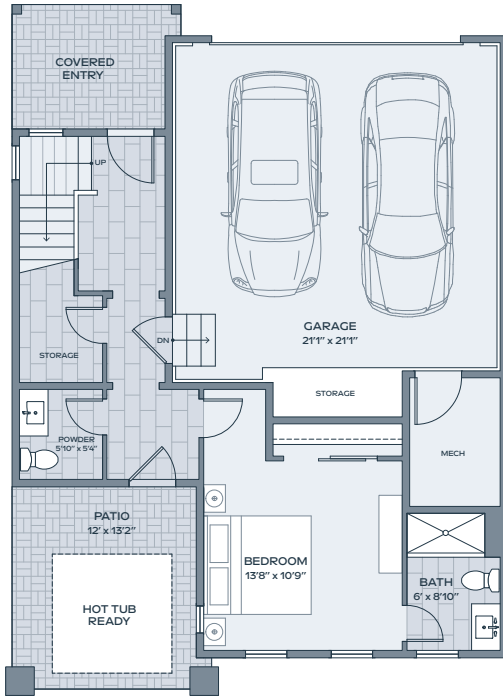 COVERED
ENTRY
UP
GARAGE
21'1" x 21'1"
DN
STORAGE
STORAGE
POWDER
5'10" x 5'4"
MECH
PATIO
12' x 13'2"
BEDROOM
13'8" x 10'9"
BATH
6' x 8'10"
HOT TUB
READY